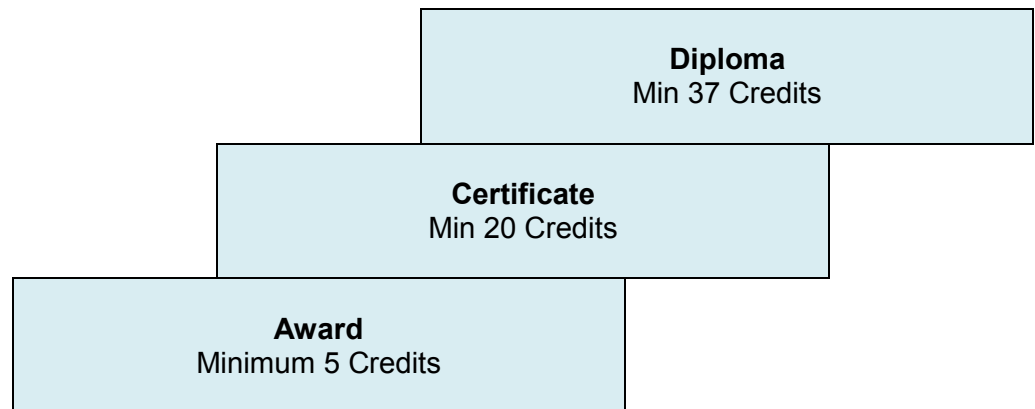 Diploma
Min 37 Credits
Certificate
Min 20 Credits
Award
Minimum 5 Credits